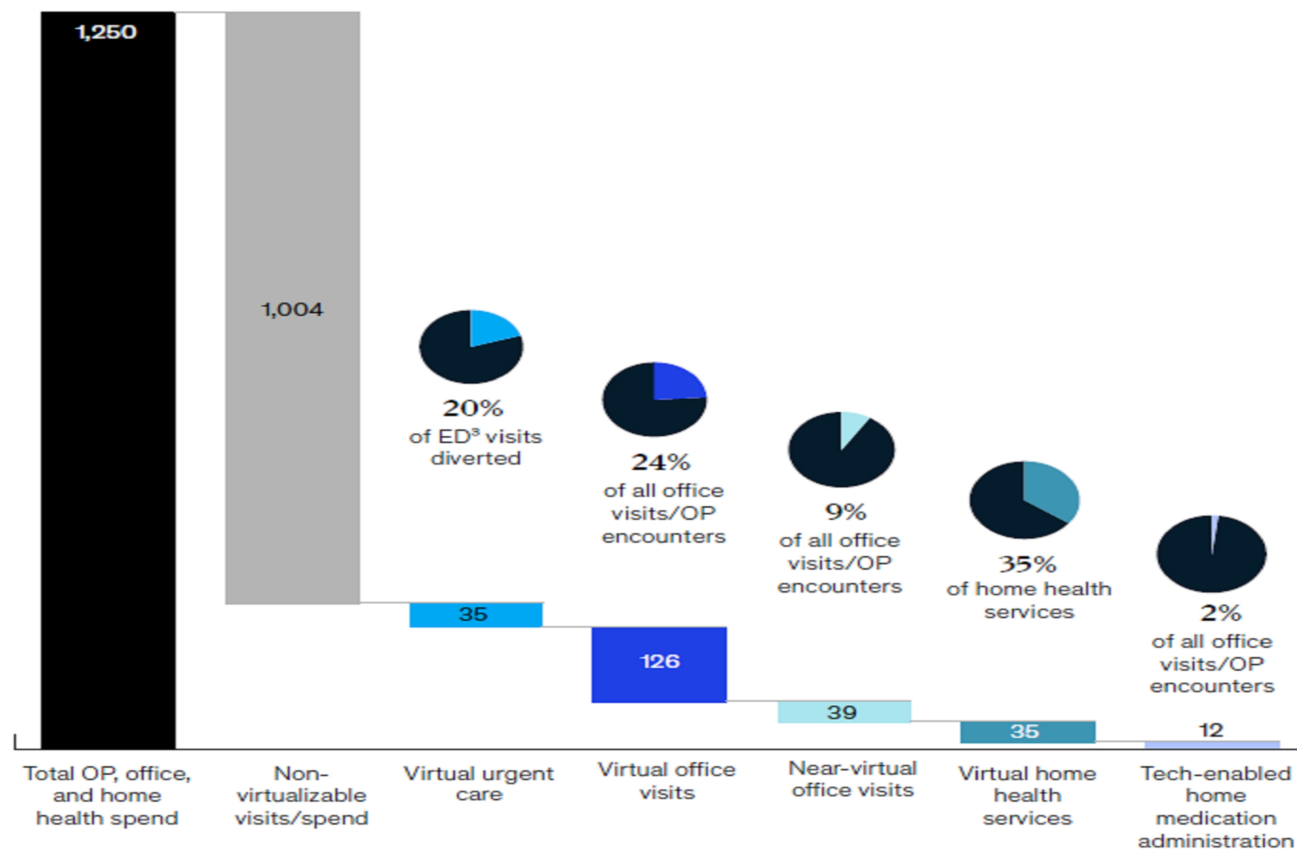 1,250
1,004
20%
of ED³ visits
diverted
24%
of all office
visits/OP
encounters
9%
of all office
visits/OP
encounters
35%
of home health
services
2%
of all office
visits/OP
encounters
35
126
39
35
12
Total OP, office,
and home
health spend
Non-
virtualizable
visits/spend
Virtual urgent
care
Virtual office
visits
Near-virtual
office visits
Virtual home
health
services
Tech-enabled
home
medication
administration